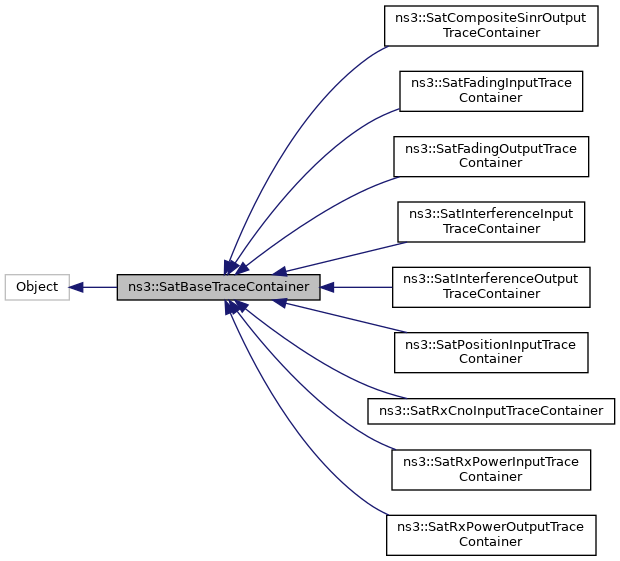 ns3::SatCompositeSinrOutput
TraceContainer
ns3::SatFadingInputTrace
Container
ns3::SatFadingOutputTrace
Container
ns3::SatInterferenceInput
TraceContainer
Object
ns3::SatBaseTraceContainer
ns3::SatInterferenceOutput
TraceContainer
ns3::SatPositionInputTrace
Container
ns3::SatRxCnoInputTraceContainer
ns3::SatRxPowerInputTrace
Container
ns3::SatRxPowerOutputTrace
Container